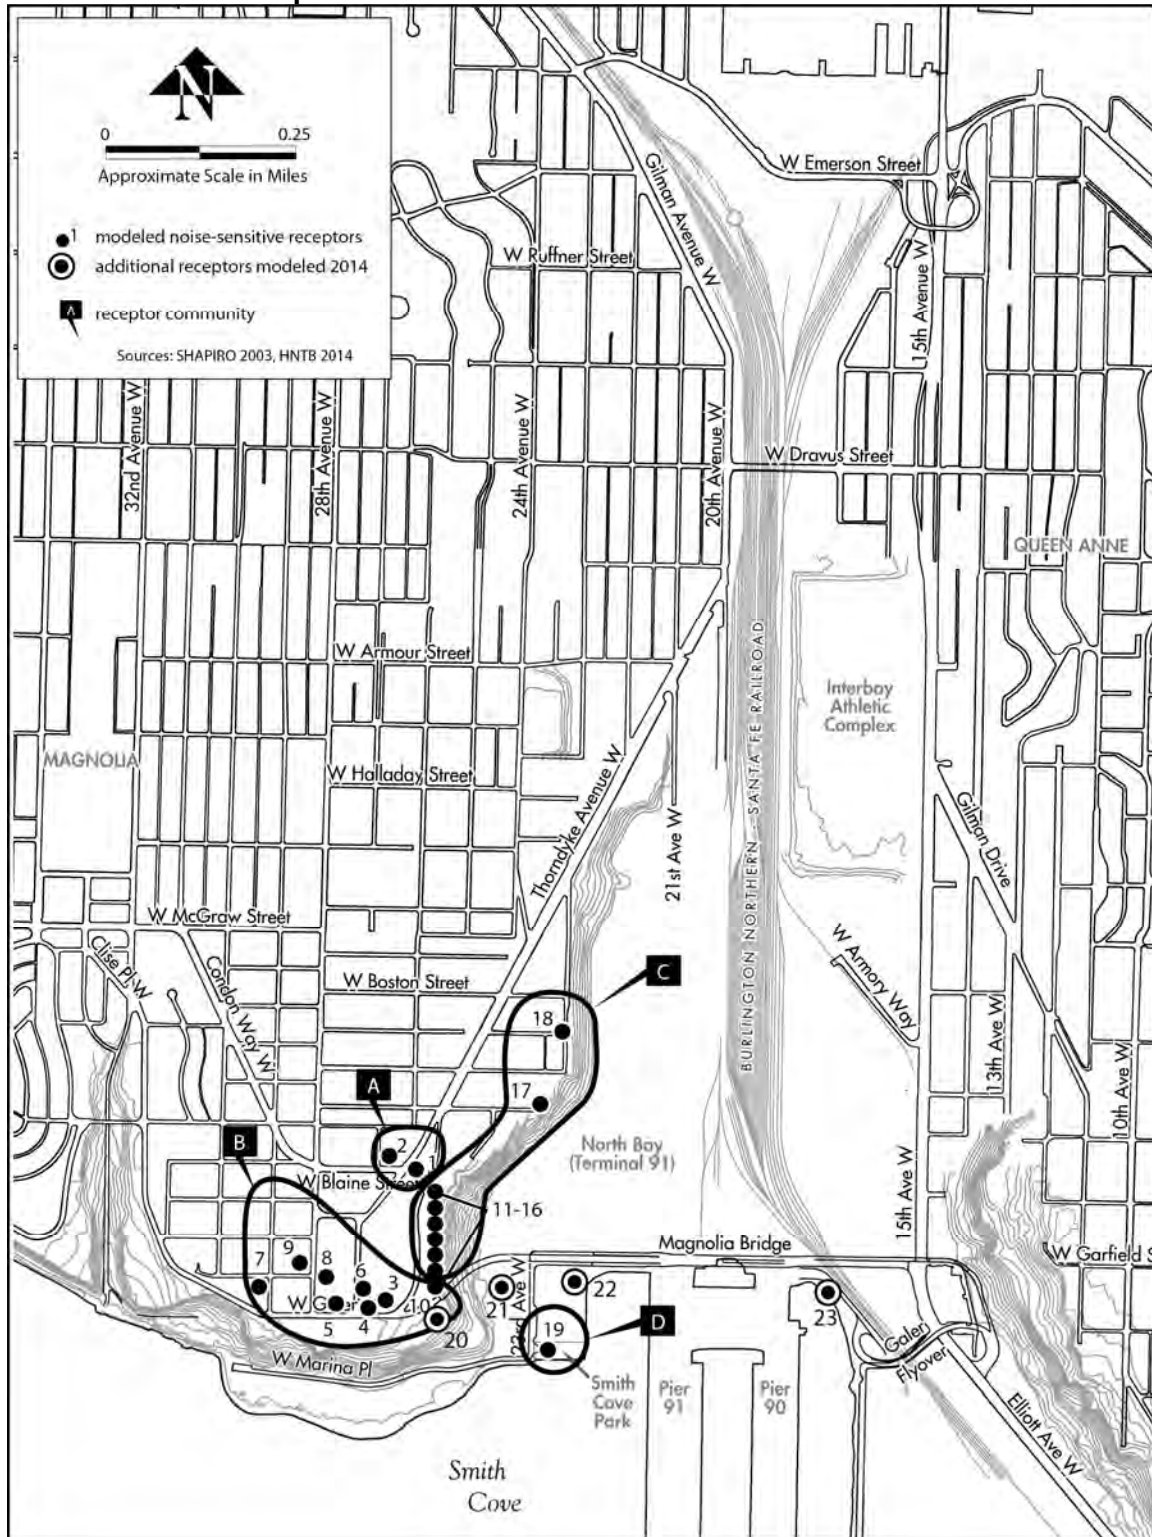 N
0
0.25
Approximate Scale in Miles
1 modeled noise-sensitive receptors
additional receptors modeled 2014
A receptor community
Sources: SHAPIRO 2003, HNTB 2014
W Emerson Street
Gilman Avenue W
W Ruffner Street
15th Avenue W
32nd Avenue W
28th Avenue W
24th Avenue W
20th Avenue W
W Dravus Street
QUEEN ANNE
W Armour Street
BURLINGTON NORTHERN - SANTA FE RAILROAD
Interbay
Athletic
Complex
MAGNOLIA
W Halladay Street
Thorndyke Avenue W
21st Ave W
Gilman Drive
W McGraw Street
Clise Pl W
Condon Way W
W Boston Street
W Armory Way
C
18
13th Ave W
10th Ave W
A
17
B
2
1
North Bay
(Terminal 91)
W Blaine Street
11-16
15th Ave W
Magnolia Bridge
W Garfield S
7
9
8
6
3
5
4
20
21
23rd Ave W
22
23
19
D
W Marina Pl
Smith
Cove
Park
Pier
91
Pier
90
Galer
Flyover
Elliott Ave W
Smith
Cove